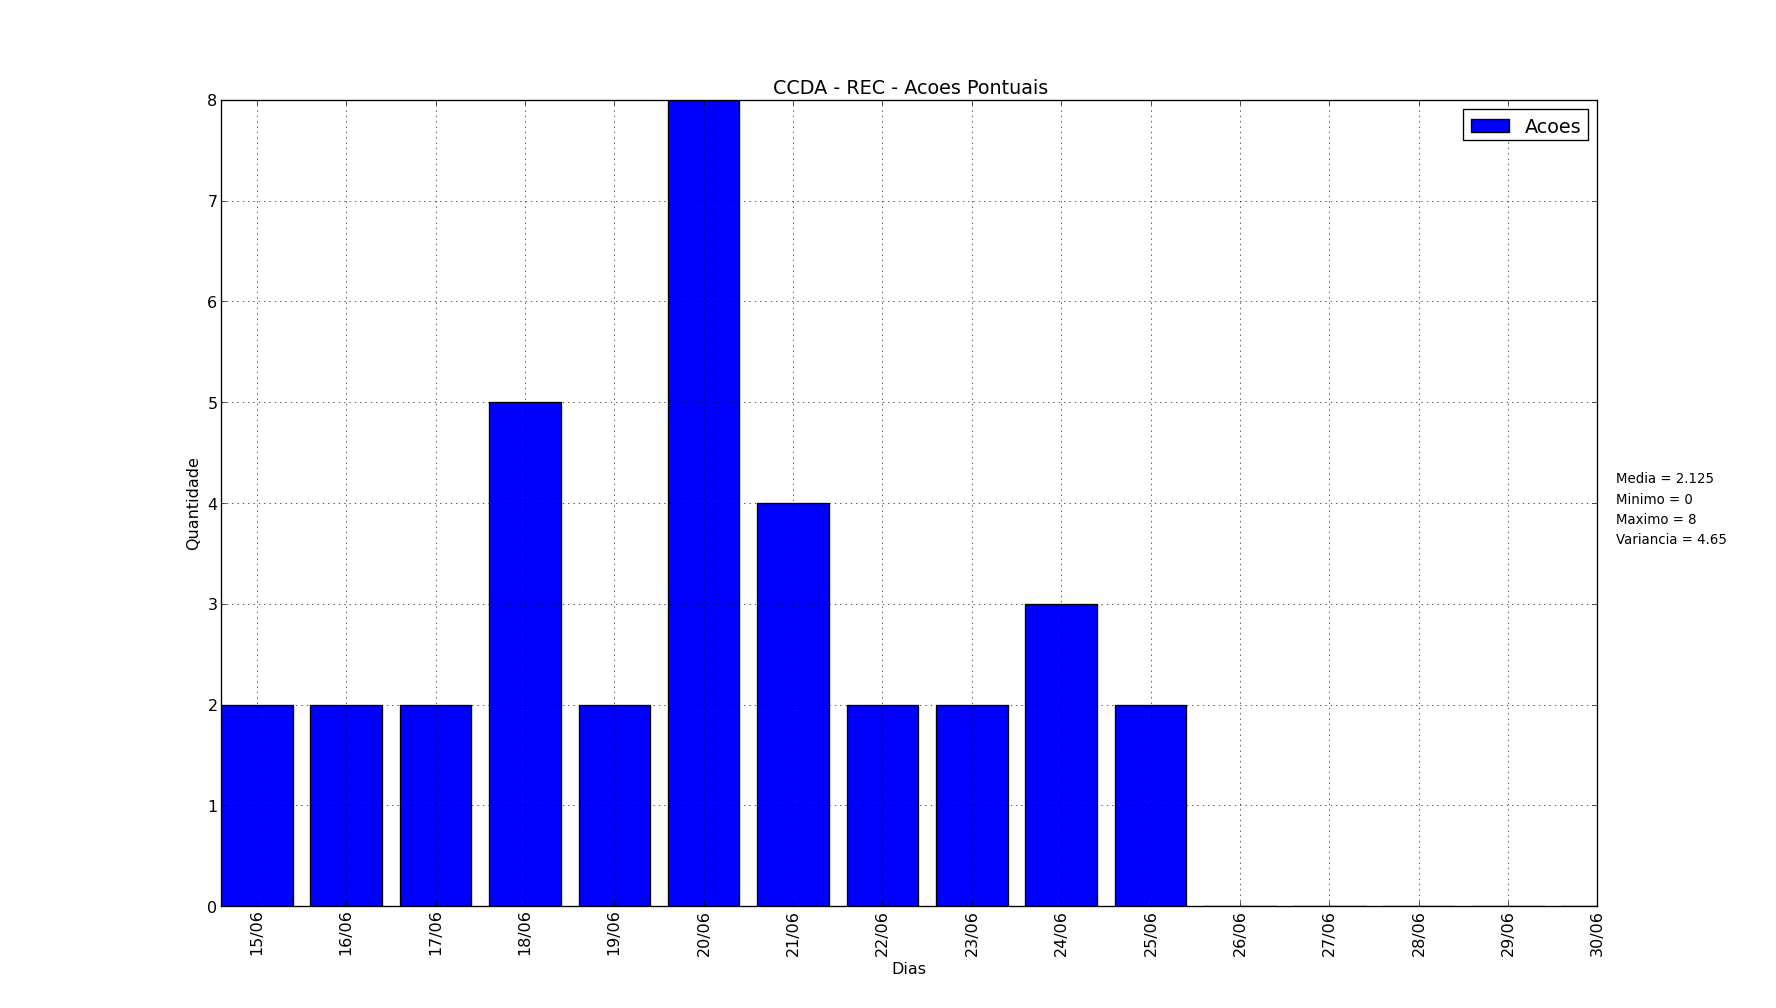 CCDA - REC - Acoes Pontuais
Acoes
8
7
6
5
4
3
2
1
0
Quantidade
Media = 2.125
Minimo = 0
Maximo = 8
Variancia = 4.65
15/06 16/06 17/06 18/06 19/06 20/06 21/06 22/06 23/06 24/06 25/06 26/06 27/06 28/06 29/06 30/06
Dias